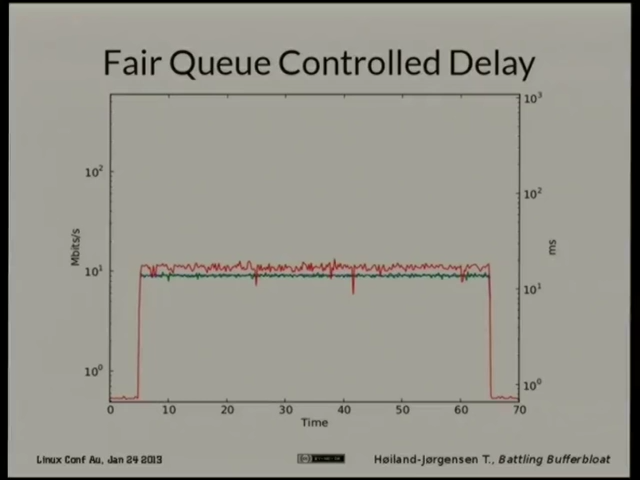 Fair Queue Controlled Delay
10³
10²
10²
Mbits/s
ms
10¹
10¹
10⁰
10⁰
0 10 20 30 40 50 60 70
Time
Linux Conf Au, Jan 24 2013
Høiland-Jørgensen T., Battling Bufferbloat